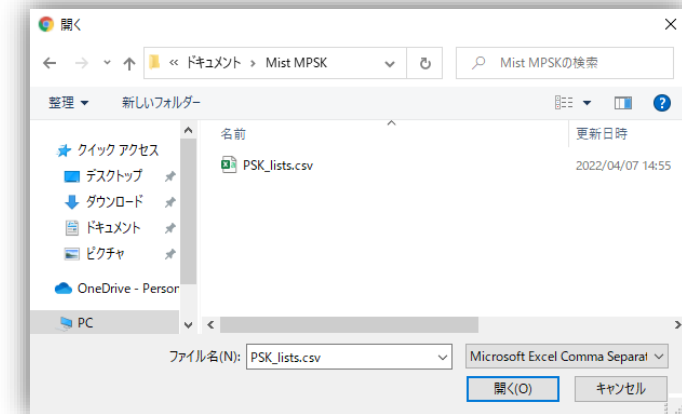 開く
« ドキュメント › Mist MPSK
Mist MPSKの検索
整理 新しいフォルダー
名前 更新日時
クイック アクセス
PSK_lists.csv 2022/04/07 14:55
デスクトップ
ダウンロード
ドキュメント
ピクチャ
OneDrive - Person
PC
ファイル名(N): PSK_lists.csv Microsoft Excel Comma Separat
開く(O) キャンセル